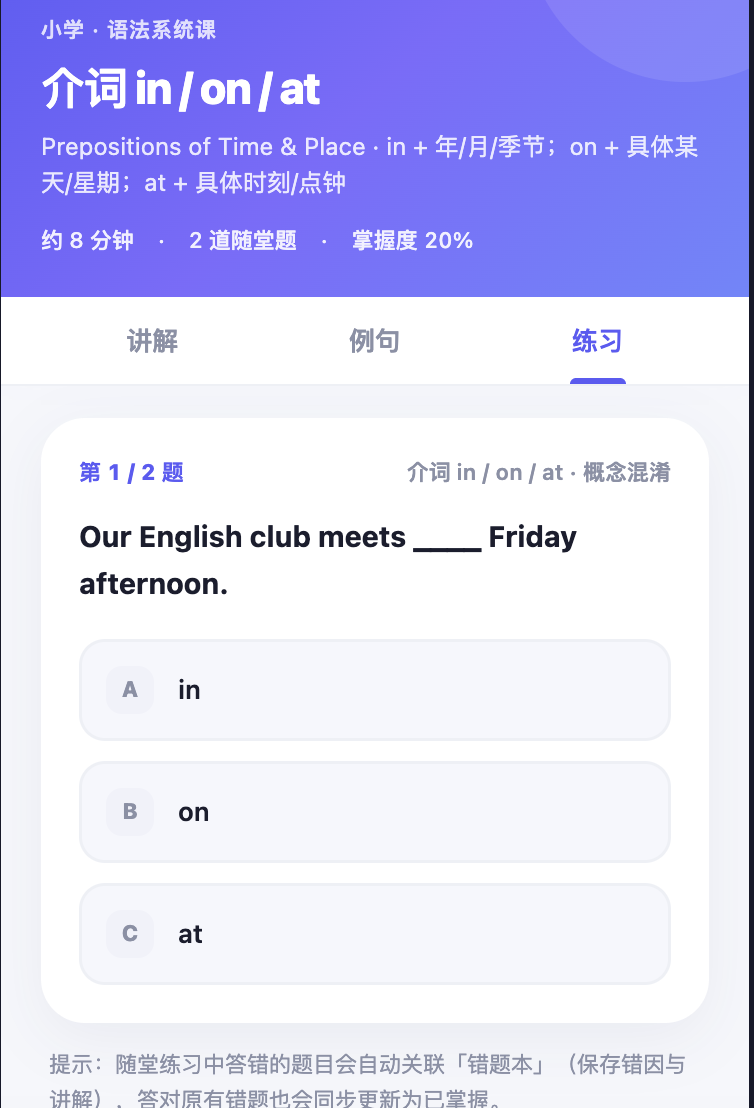 小学 · 语法系统课
介词 in / on / at
Prepositions of Time & Place · in + 年/月/季节；on + 具体某
天/星期；at + 具体时刻/点钟
约 8 分钟 · 2 道随堂题 · 掌握度 20%
讲解 例句 练习
第 1 / 2 题 介词 in / on / at · 概念混淆
Our English club meets _____ Friday
afternoon.
A in
B on
C at
提示：随堂练习中答错的题目会自动关联「错题本」（保存错因与
讲解），答对原有错题也会同步更新为已掌握。